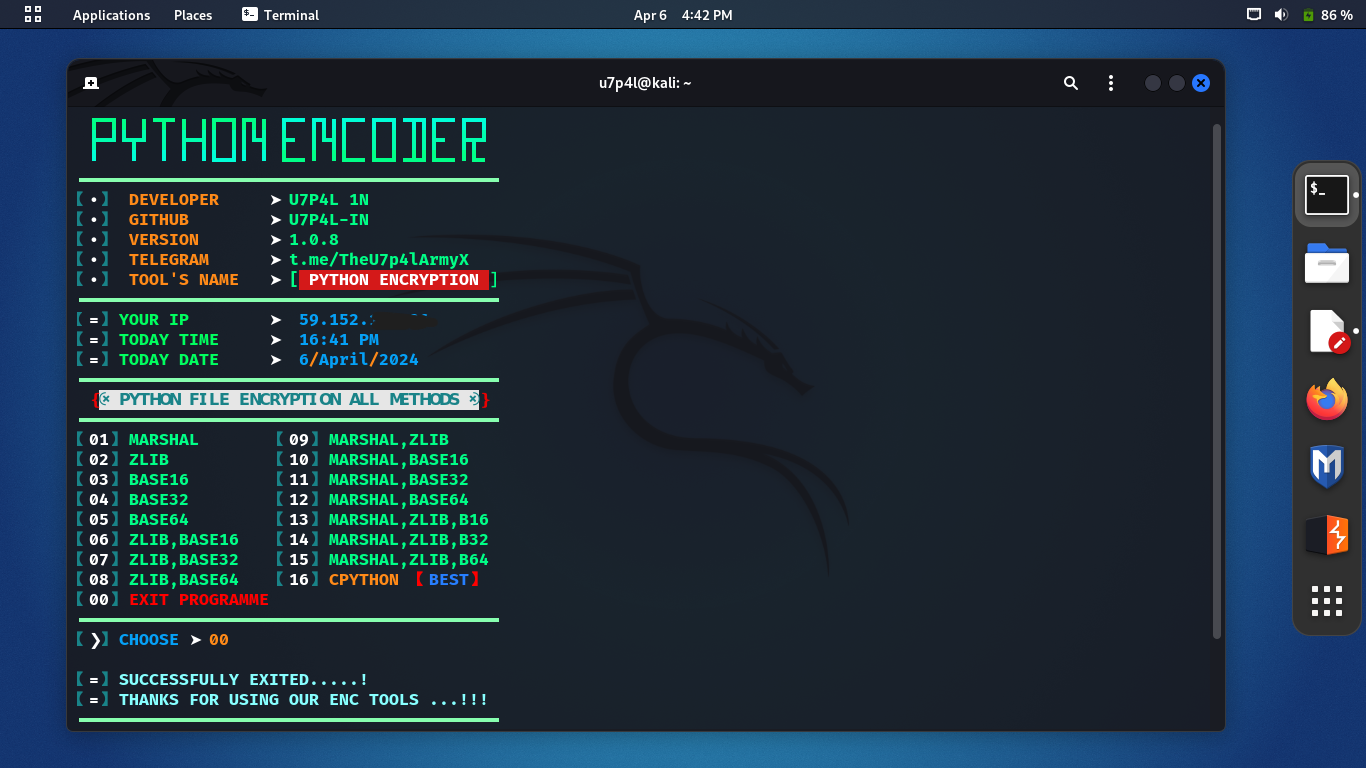 Applications Places Terminal Apr 6 4:42 PM 86 %
u7p4l@kali: ~
PYTHON ENCODER
【 • 】 DEVELOPER ➤ U7P4L 1N
【 • 】 GITHUB ➤ U7P4L-IN
【 • 】 VERSION ➤ 1.0.8
【 • 】 TELEGRAM ➤ t.me/TheU7p4lArmyX
【 • 】 TOOL'S NAME ➤ [ PYTHON ENCRYPTION ]
【 = 】 YOUR IP ➤ 59.152.
【 = 】 TODAY TIME ➤ 16:41 PM
【 = 】 TODAY DATE ➤ 6/April/2024
{× PYTHON FILE ENCRYPTION ALL METHODS ×}
【 01 】 MARSHAL 【 09 】 MARSHAL,ZLIB
【 02 】 ZLIB 【 10 】 MARSHAL,BASE16
【 03 】 BASE16 【 11 】 MARSHAL,BASE32
【 04 】 BASE32 【 12 】 MARSHAL,BASE64
【 05 】 BASE64 【 13 】 MARSHAL,ZLIB,B16
【 06 】 ZLIB,BASE16 【 14 】 MARSHAL,ZLIB,B32
【 07 】 ZLIB,BASE32 【 15 】 MARSHAL,ZLIB,B64
【 08 】 ZLIB,BASE64 【 16 】 CPYTHON 【 BEST 】
【 00 】 EXIT PROGRAMME
【 ❯ 】 CHOOSE ➤ 00
【 = 】 SUCCESSFULLY EXITED.....!
【 = 】 THANKS FOR USING OUR ENC TOOLS ...!!!